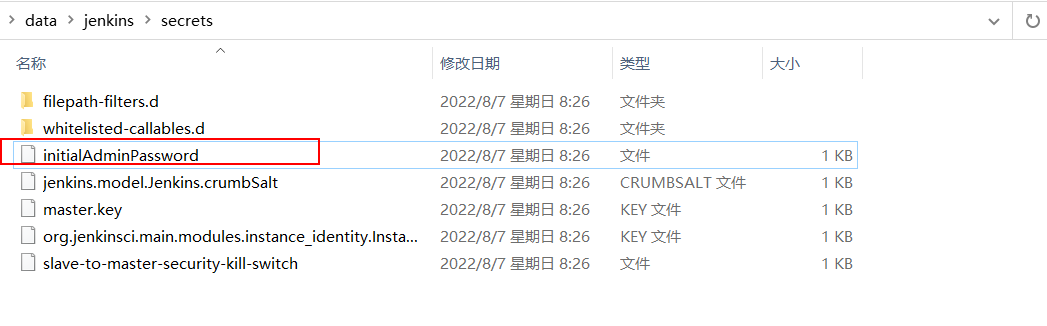 data jenkins secrets
名称 修改日期 类型 大小
filepath-filters.d 2022/8/7 星期日 8:26 文件夹
whitelisted-callables.d 2022/8/7 星期日 8:26 文件夹
initialAdminPassword 2022/8/7 星期日 8:26 文件 1 KB
jenkins.model.Jenkins.crumbSalt 2022/8/7 星期日 8:26 CRUMBSALT 文件 1 KB
master.key 2022/8/7 星期日 8:26 KEY 文件 1 KB
org.jenkinsci.main.modules.instance_identity.Insta... 2022/8/7 星期日 8:26 KEY 文件 1 KB
slave-to-master-security-kill-switch 2022/8/7 星期日 8:26 文件 1 KB